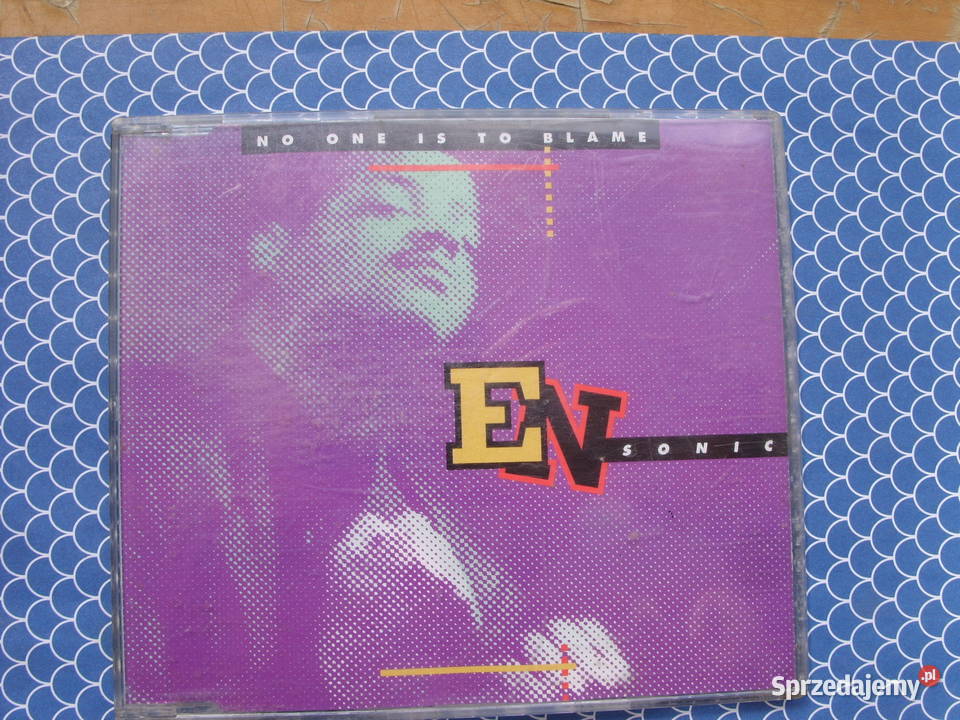 NO ONE IS TO BLAME
EN
SONIC
Sprzedajemy.pl